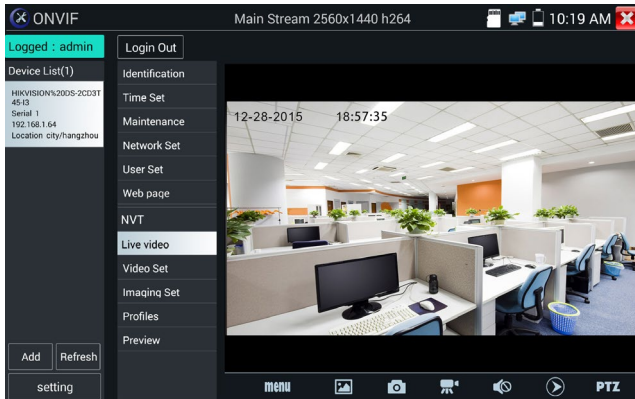 ONVIF
Main Stream 2560x1440 h264
10:19 AM
Logged : admin
Login Out
Device List(1)
HIKVISION%20DS-2CD3T
45-I3
Serial 1
192.168.1.64
Location city/hangzhou
Identification
Time Set
Maintenance
Network Set
User Set
Web page
NVT
Live video
Video Set
Imaging Set
Profiles
Preview
12-28-2015 18:57:35
Add
Refresh
setting
menu
PTZ